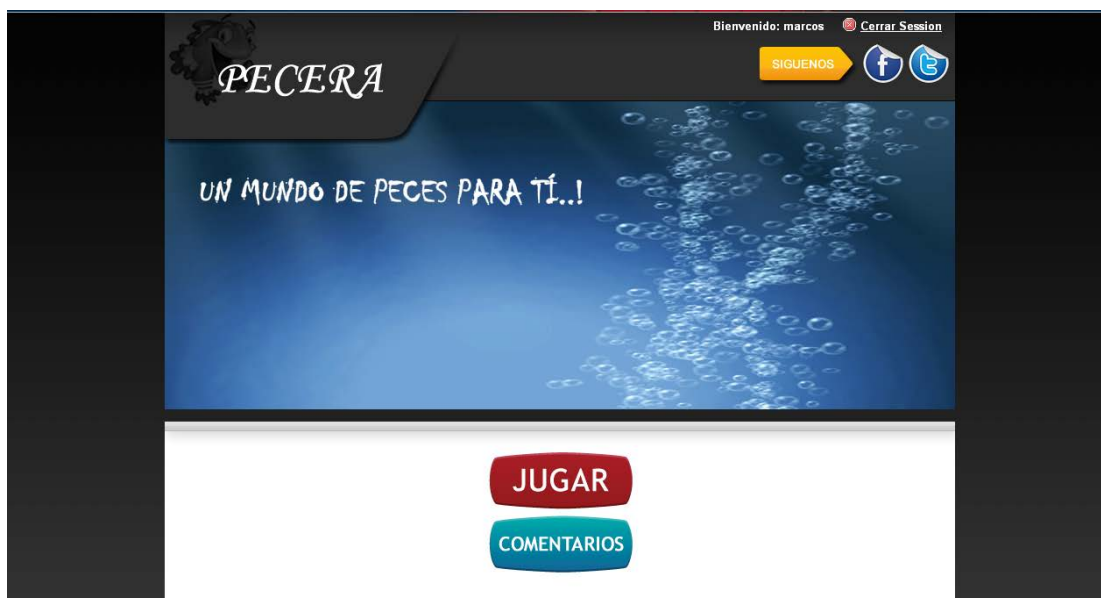 Bienvenido: marcos Cerrar Session
PECERA
SIGUENOS
UN MUNDO DE PECES PARA TÍ..!
JUGAR
COMENTARIOS